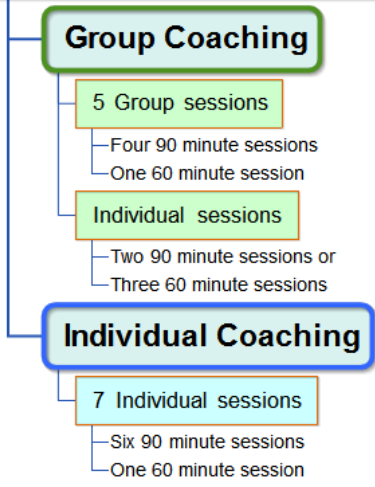 Group Coaching
5 Group sessions
Four 90 minute sessions
One 60 minute session
Individual sessions
Two 90 minute sessions or
Three 60 minute sessions
Individual Coaching
7 Individual sessions
Six 90 minute sessions
One 60 minute session